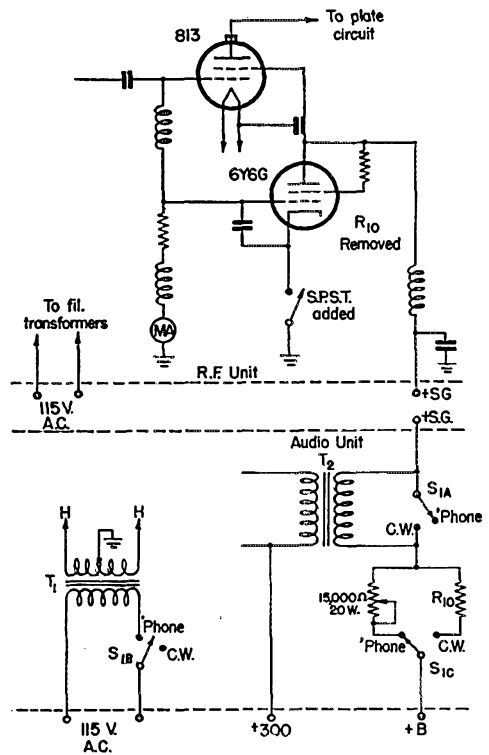 To plate
circuit
813
6Y6G
R10
Removed
S.P.S.T.
added
MA
To fil.
transformers
R.F. Unit
115 V.
A.C.
+SG
+S.G.
Audio Unit
T2
S1A
'Phone
C.W.
H
H
T1
15,000Ω
20 W.
R10
'Phone
S1B
C.W.
'Phone
C.W.
S1C
115 V.
A.C.
+300
+B